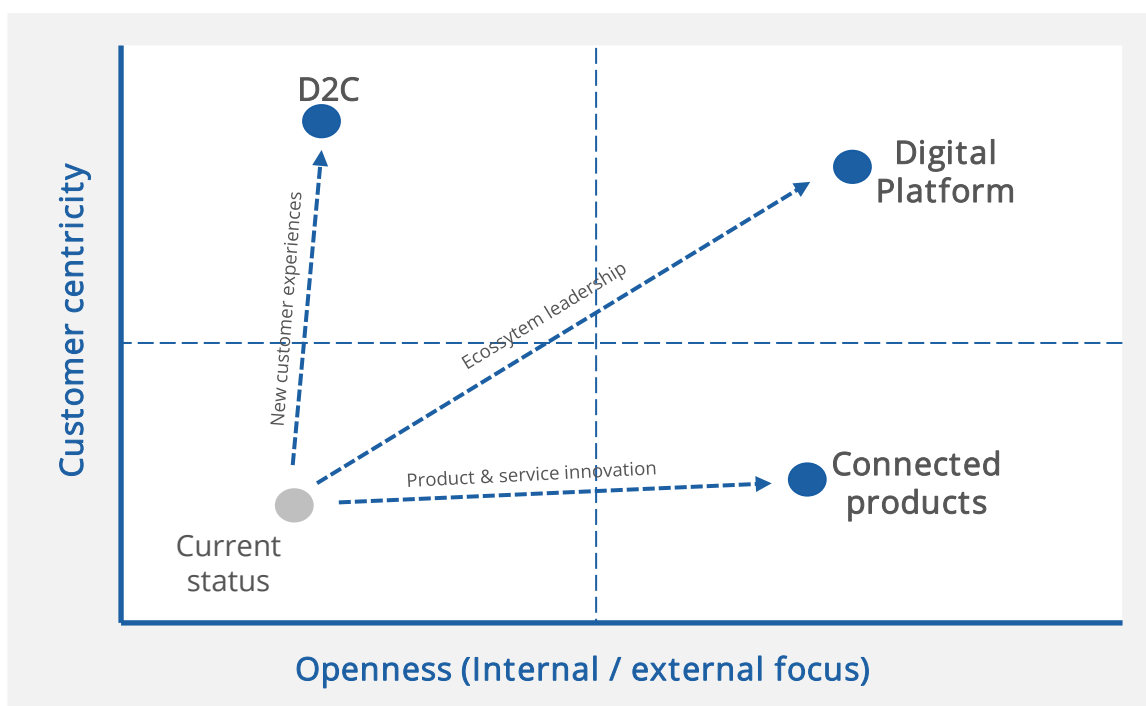 D2C
Digital
Platform
Customer centricity
New customer experiences
Ecossytem leadership
Product & service innovation
Connected
products
Current
status
Openness (Internal / external focus)